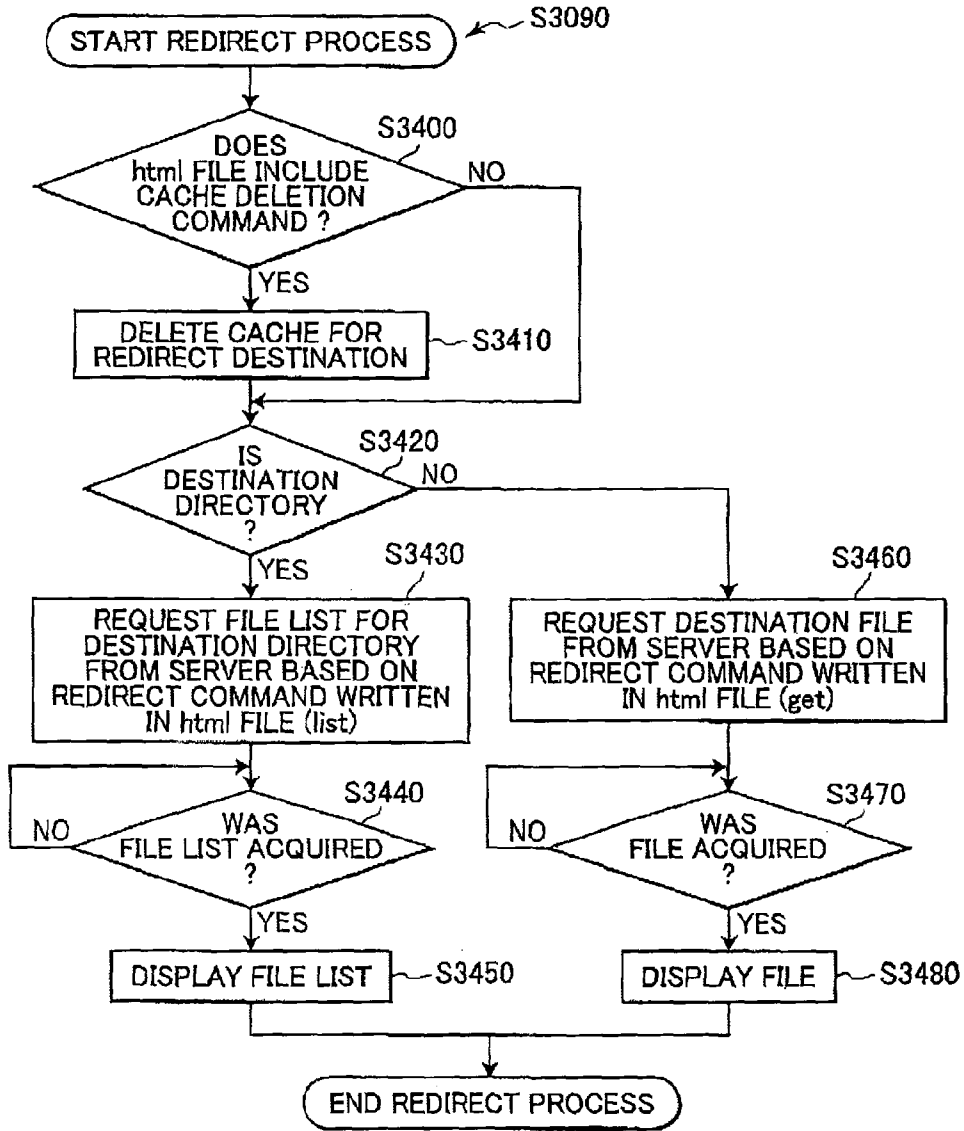 START REDIRECT PROCESS
S3090
S3400
DOES
html FILE INCLUDE
CACHE DELETION
COMMAND ?
NO
YES
DELETE CACHE FOR
REDIRECT DESTINATION
S3410
S3420
IS
DESTINATION
DIRECTORY
?
NO
YES
S3430
REQUEST FILE LIST FOR
DESTINATION DIRECTORY
FROM SERVER BASED ON
REDIRECT COMMAND WRITTEN
IN html FILE (list)
S3460
REQUEST DESTINATION FILE
FROM SERVER BASED ON
REDIRECT COMMAND WRITTEN
IN html FILE (get)
S3440
WAS
FILE LIST ACQUIRED
?
NO
YES
S3470
WAS
FILE ACQUIRED
?
NO
YES
DISPLAY FILE LIST
S3450
DISPLAY FILE
S3480
END REDIRECT PROCESS